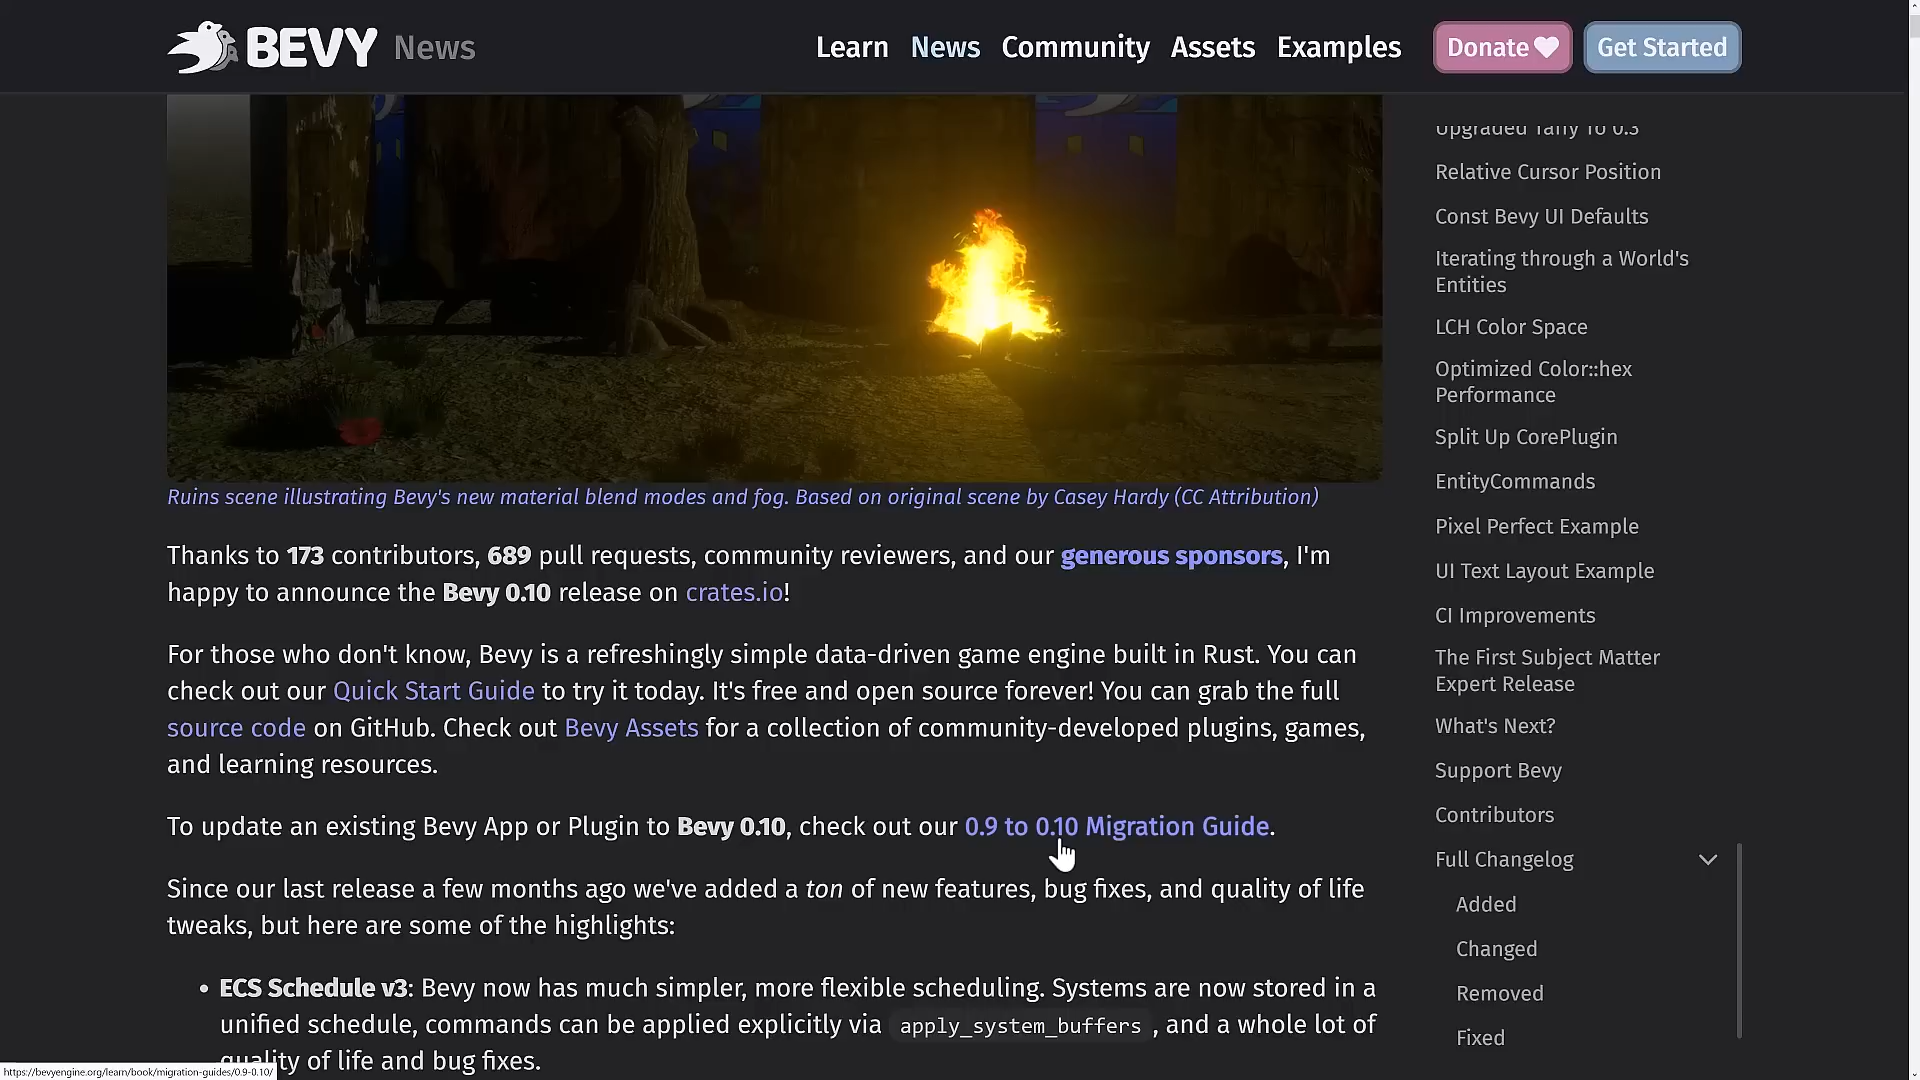 BEVY News
Learn News Community Assets Examples Donate Get Started
Ruins scene illustrating Bevy's new material blend modes and fog. Based on original scene by Casey Hardy (CC Attribution)
Thanks to 173 contributors, 689 pull requests, community reviewers, and our generous sponsors, I'm
happy to announce the Bevy 0.10 release on crates.io!
For those who don't know, Bevy is a refreshingly simple data-driven game engine built in Rust. You can
check out our Quick Start Guide to try it today. It's free and open source forever! You can grab the full
source code on GitHub. Check out Bevy Assets for a collection of community-developed plugins, games,
and learning resources.
To update an existing Bevy App or Plugin to Bevy 0.10, check out our 0.9 to 0.10 Migration Guide.
Since our last release a few months ago we've added a ton of new features, bug fixes, and quality of life
tweaks, but here are some of the highlights:
• ECS Schedule v3: Bevy now has much simpler, more flexible scheduling. Systems are now stored in a
unified schedule, commands can be applied explicitly via apply_system_buffers , and a whole lot of
quality of life and bug fixes.
Upgraded Taffy To 0.3
Relative Cursor Position
Const Bevy UI Defaults
Iterating through a World's
Entities
LCH Color Space
Optimized Color::hex
Performance
Split Up CorePlugin
EntityCommands
Pixel Perfect Example
UI Text Layout Example
CI Improvements
The First Subject Matter
Expert Release
What's Next?
Support Bevy
Contributors
Full Changelog
Added
Changed
Removed
Fixed
https://bevyengine.org/learn/book/migration-guides/0.9-0.10/